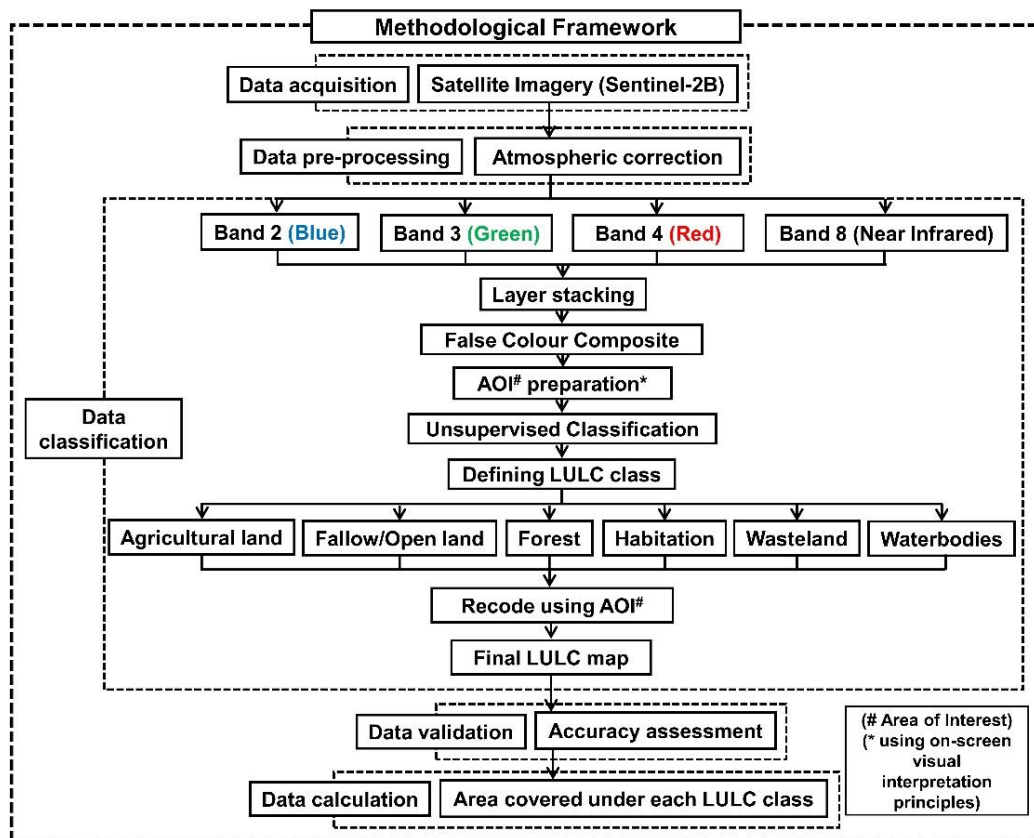 Methodological Framework
Data acquisition
Satellite Imagery (Sentinel-2B)
Data pre-processing
Atmospheric correction
Band 2 (Blue)
Band 3 (Green)
Band 4 (Red)
Band 8 (Near Infrared)
Layer stacking
False Colour Composite
AOI# preparation*
Data
classification
Unsupervised Classification
Defining LULC class
Agricultural land
Fallow/Open land
Forest
Habitation
Wasteland
Waterbodies
Recode using AOI#
Final LULC map
Data validation
Accuracy assessment
Data calculation
Area covered under each LULC class
(# Area of Interest)
(* using on-screen
visual
interpretation
principles)